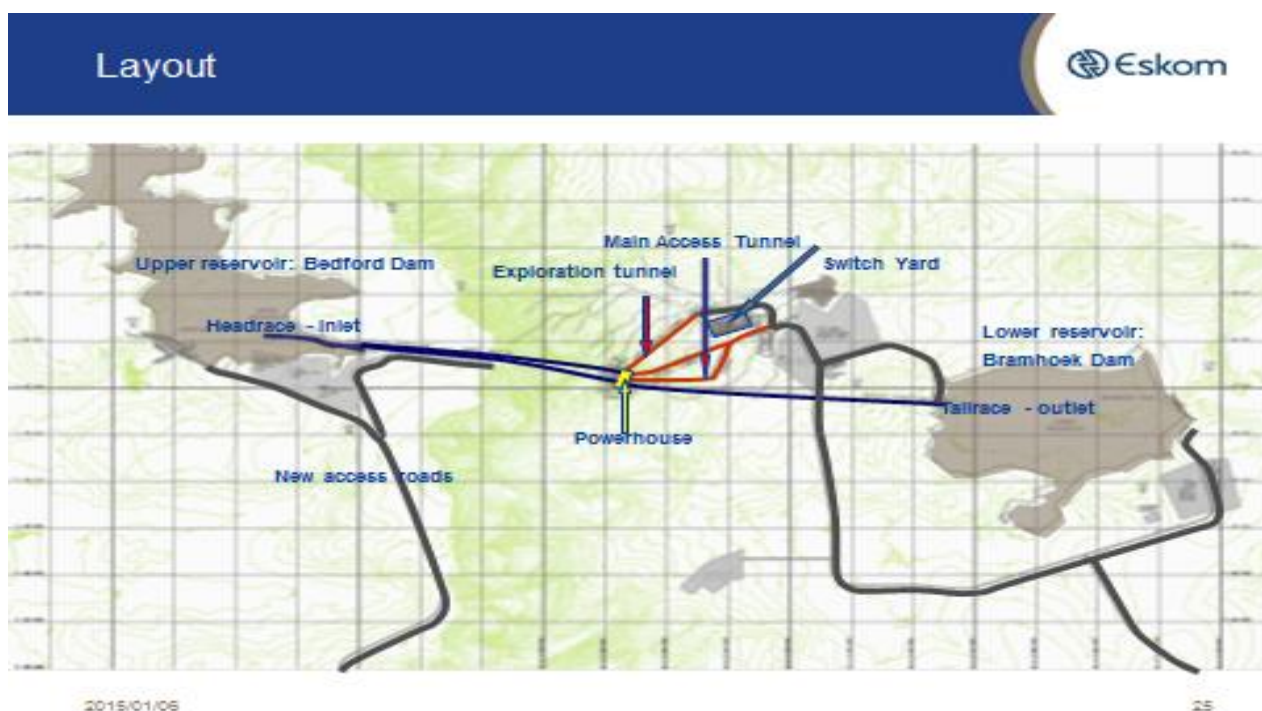 Layout
Eskom
Main Access Tunnel
Upper reservoir: Bedford Dam
Exploration tunnel
Switch Yard
Headrace - inlet
Lower reservoir:
Bramhoek Dam
Tailrace - outlet
Powerhouse
New access roads
2015/01/06
25